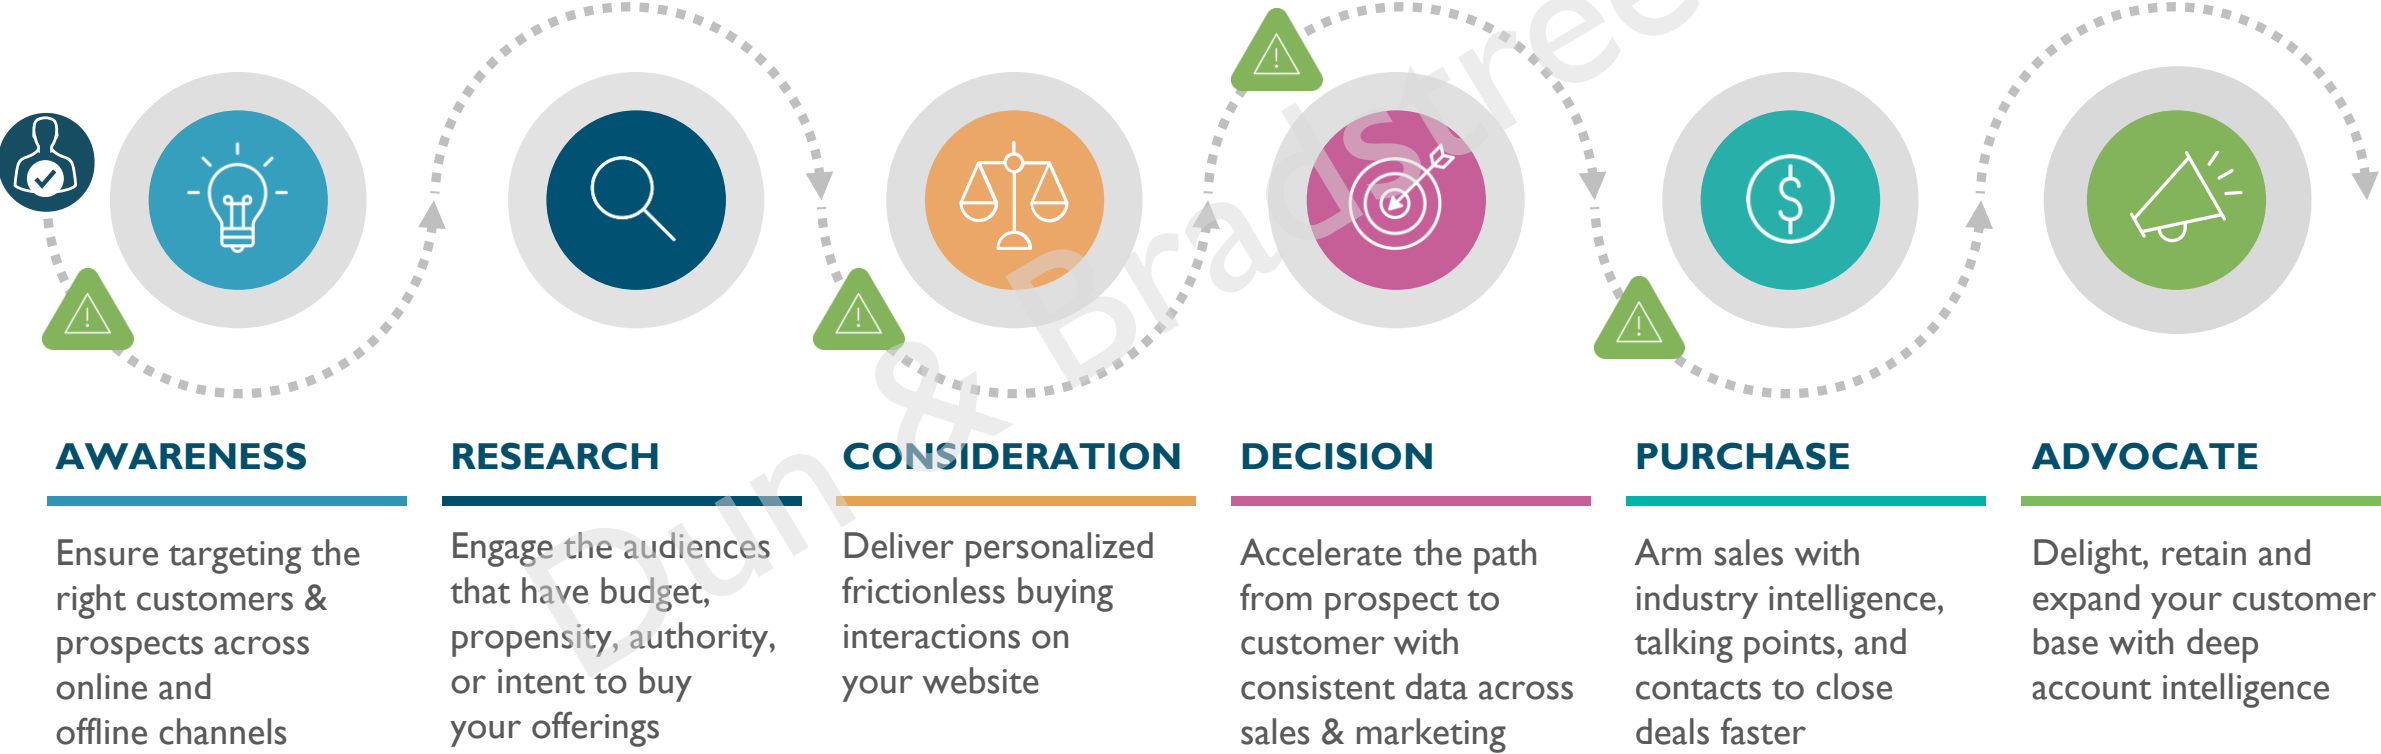 AWARENESS
Ensure targeting the
right customers &
prospects across
online and
offline channels
RESEARCH
Engage the audiences
that have budget,
propensity, authority,
or intent to buy
your offerings
CONSIDERATION
Deliver personalized
frictionless buying
interactions on
your website
DECISION
Accelerate the path
from prospect to
customer with
consistent data across
sales & marketing
PURCHASE
Arm sales with
industry intelligence,
talking points, and
contacts to close
deals faster
ADVOCATE
Delight, retain and
expand your customer
base with deep
account intelligence
Dun & Bradstree